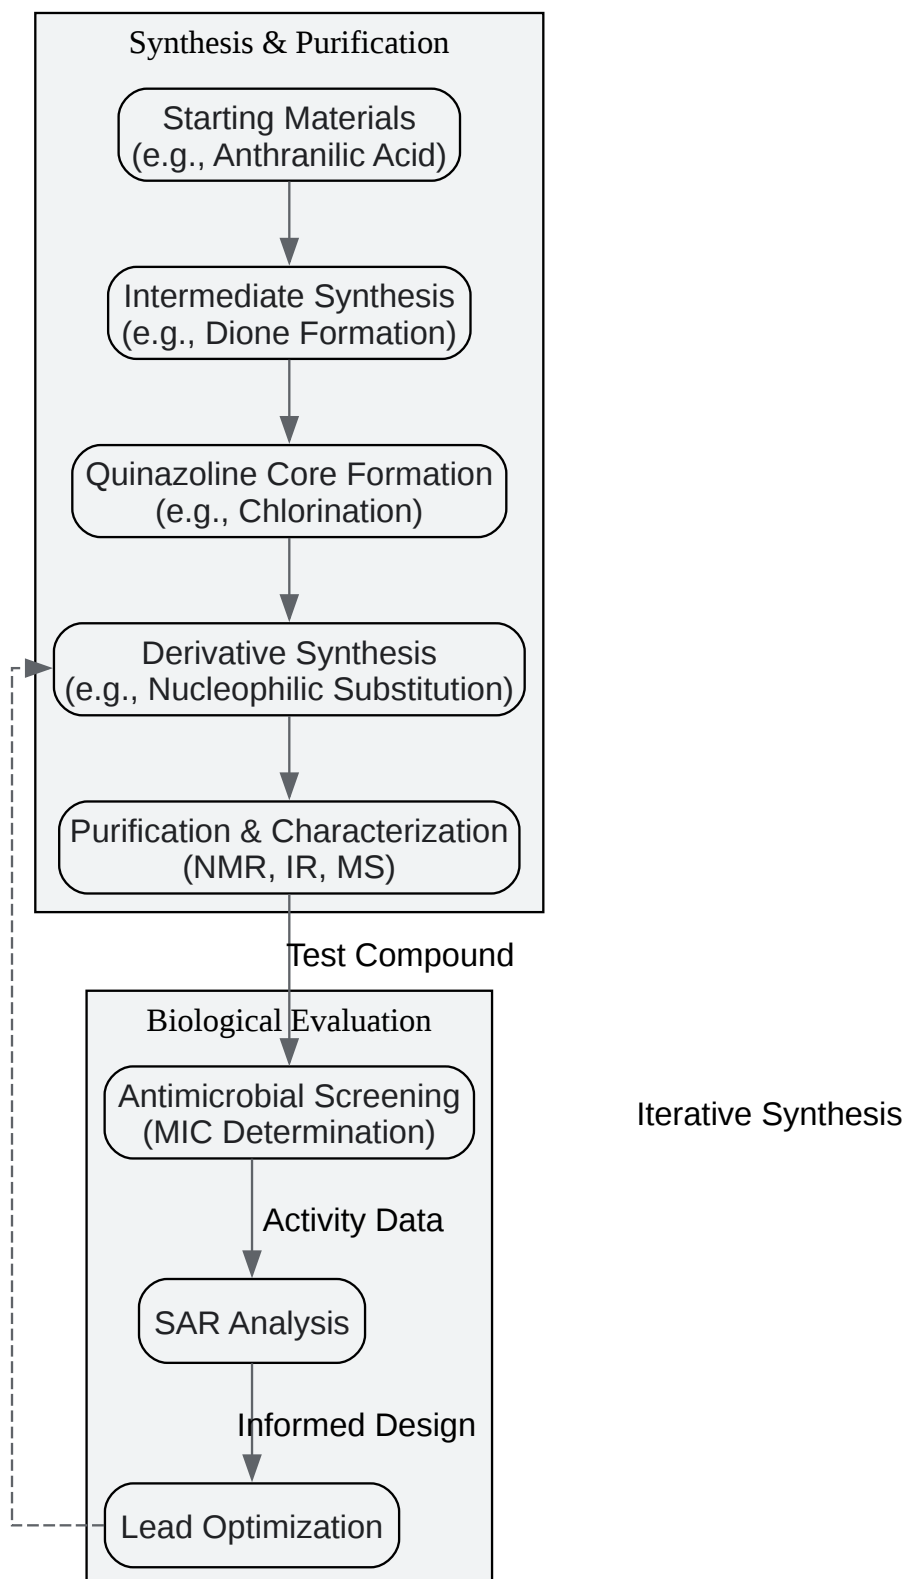 Synthesis & Purification
Starting Materials
(e.g., Anthranilic Acid)
Intermediate Synthesis
(e.g., Dione Formation)
Quinazoline Core Formation
(e.g., Chlorination)
Derivative Synthesis
(e.g., Nucleophilic Substitution)
Purification & Characterization
(NMR, IR, MS)
Test Compound
Biological Evaluation
Antimicrobial Screening
(MIC Determination)
Iterative Synthesis
Activity Data
SAR Analysis
Informed Design
Lead Optimization